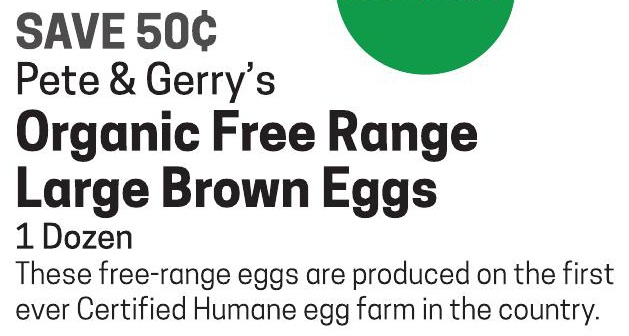 SAVE 50¢
Pete & Gerry's
Organic Free Range
Large Brown Eggs
1 Dozen
These free-range eggs are produced on the first
ever Certified Humane egg farm in the country.